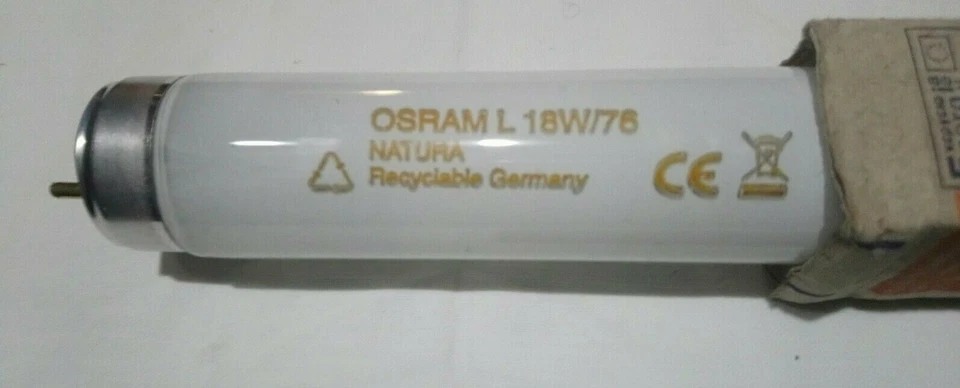 OSRAM L 18W/76
NATURA
Recyclable Germany
CE